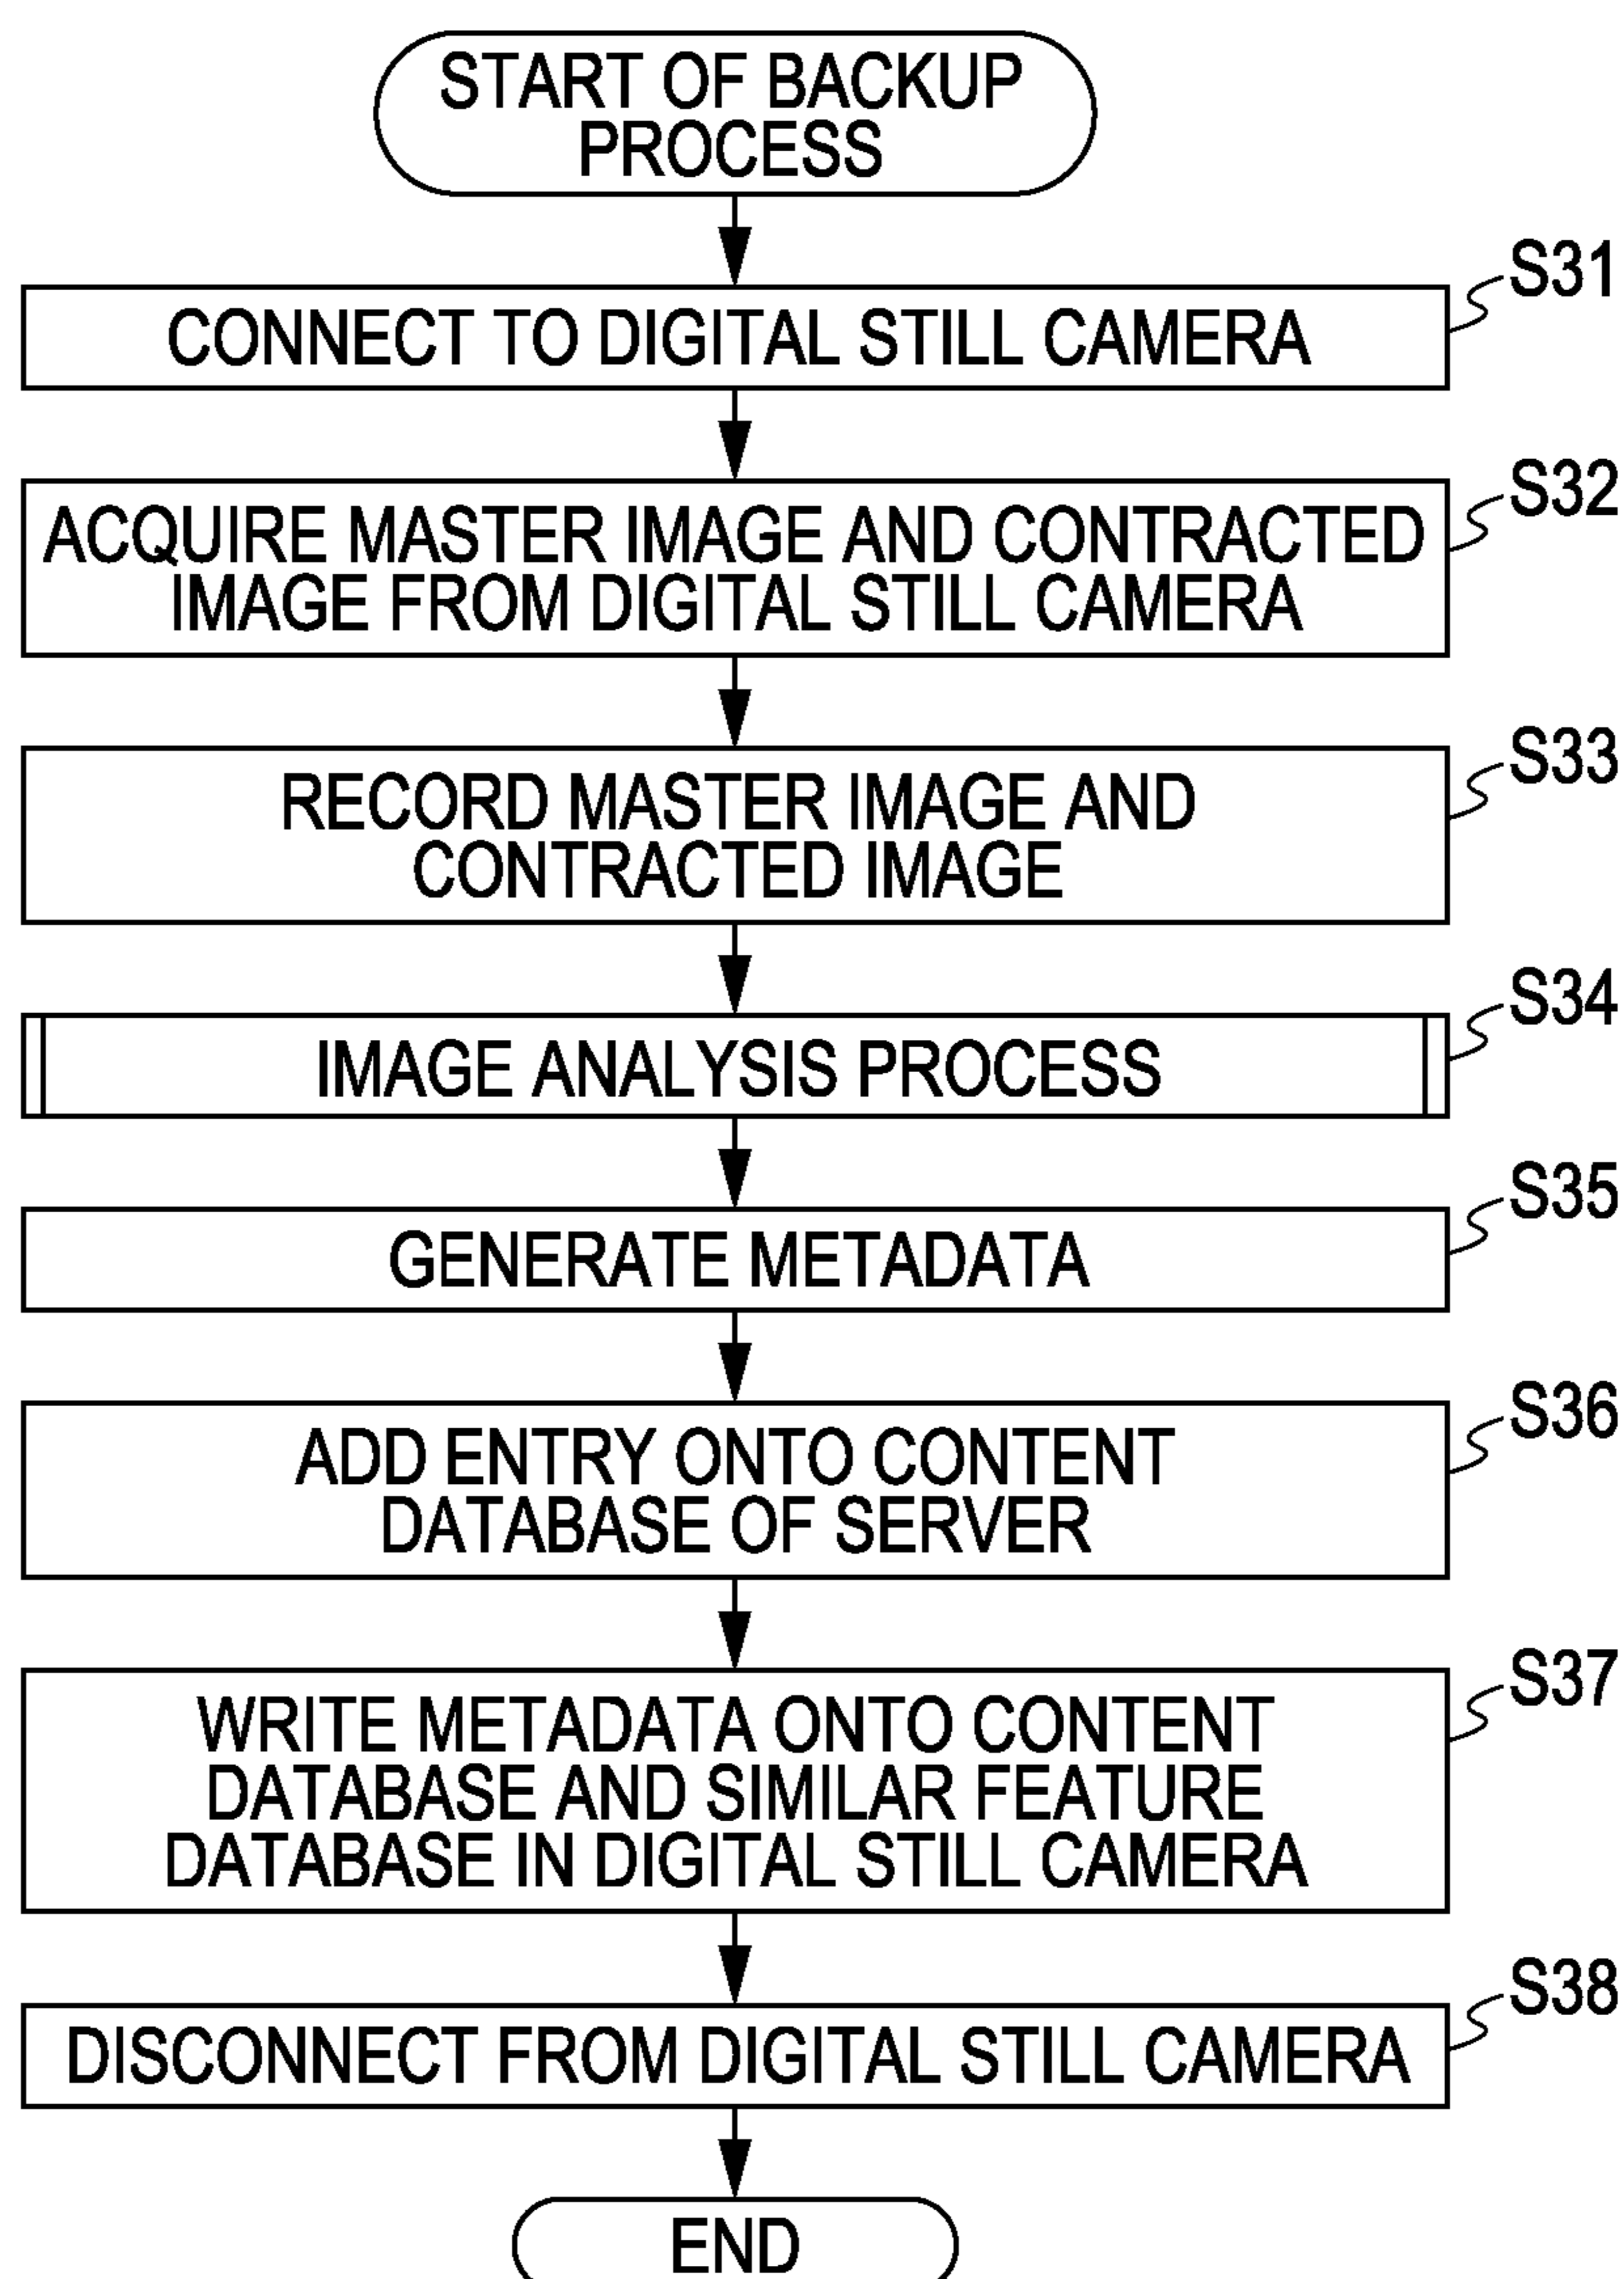 START OF BACKUP
PROCESS
S31
CONNECT TO DIGITAL STILL CAMERA
S32
ACQUIRE MASTER IMAGE AND CONTRACTED
IMAGE FROM DIGITAL STILL CAMERA
S33
RECORD MASTER IMAGE AND
CONTRACTED IMAGE
S34
IMAGE ANALYSIS PROCESS
S35
GENERATE METADATA
S36
ADD ENTRY ONTO CONTENT
DATABASE OF SERVER
S37
WRITE METADATA ONTO CONTENT
DATABASE AND SIMILAR FEATURE
DATABASE IN DIGITAL STILL CAMERA
S38
DISCONNECT FROM DIGITAL STILL CAMERA
END